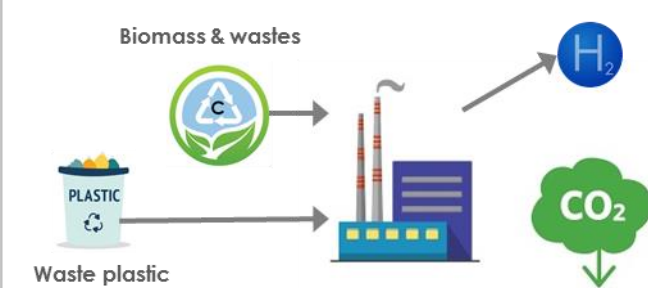 Biomass & wastes
H₂
C
PLASTIC
CO₂
Waste plastic